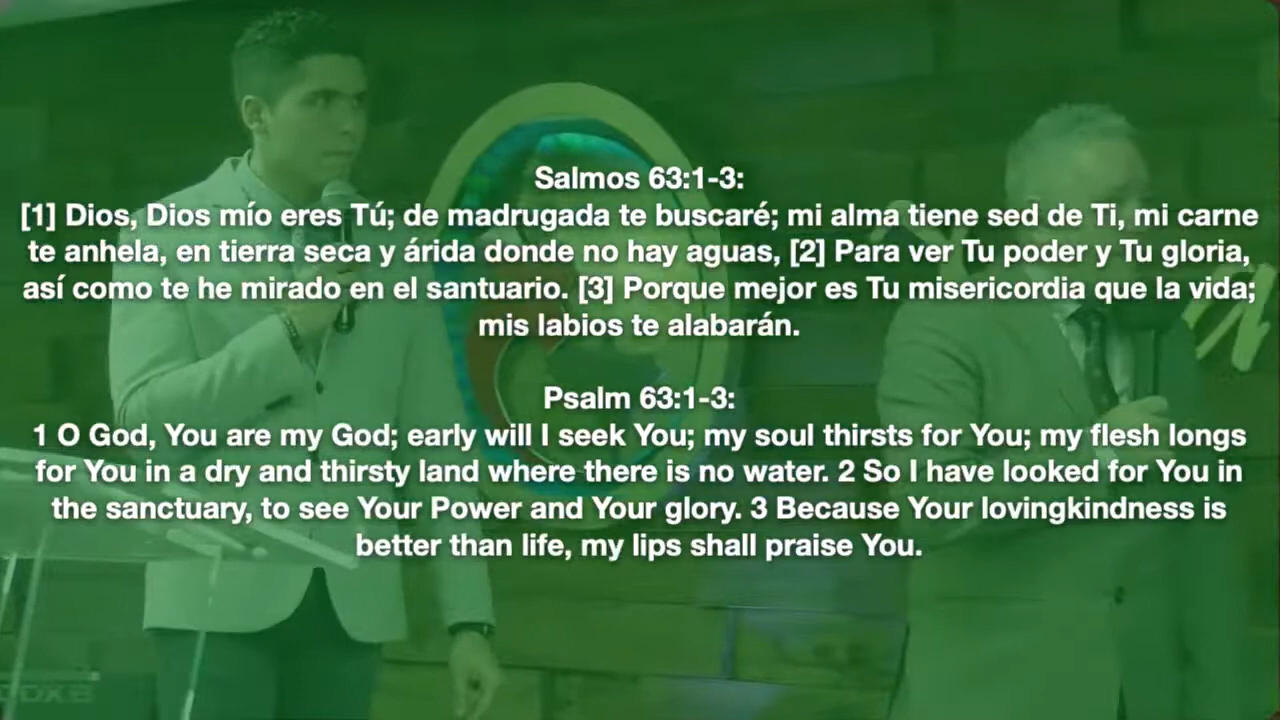 Salmos 63:1-3:
[1] Dios, Dios mío eres Tú; de madrugada te buscaré; mi alma tiene sed de Ti, mi carne
te anhela, en tierra seca y árida donde no hay aguas, [2] Para ver Tu poder y Tu gloria,
así como te he mirado en el santuario. [3] Porque mejor es Tu misericordia que la vida;
mis labios te alabarán.
Psalm 63:1-3:
1 O God, You are my God; early will I seek You; my soul thirsts for You; my flesh longs
for You in a dry and thirsty land where there is no water. 2 So I have looked for You in
the sanctuary, to see Your Power and Your glory. 3 Because Your lovingkindness is
better than life, my lips shall praise You.